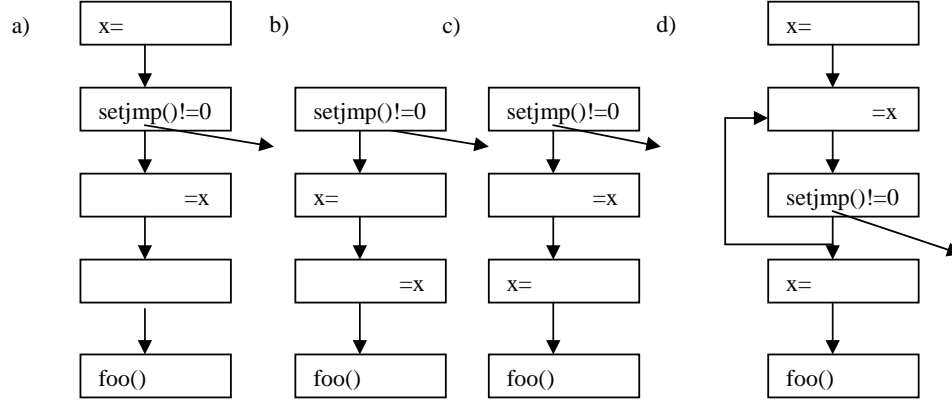 a)
x=
setjmp()!=0
=x
foo()
b)
setjmp()!=0
x=
=x
foo()
c)
setjmp()!=0
=x
x=
foo()
d)
x=
=x
setjmp()!=0
x=
foo()